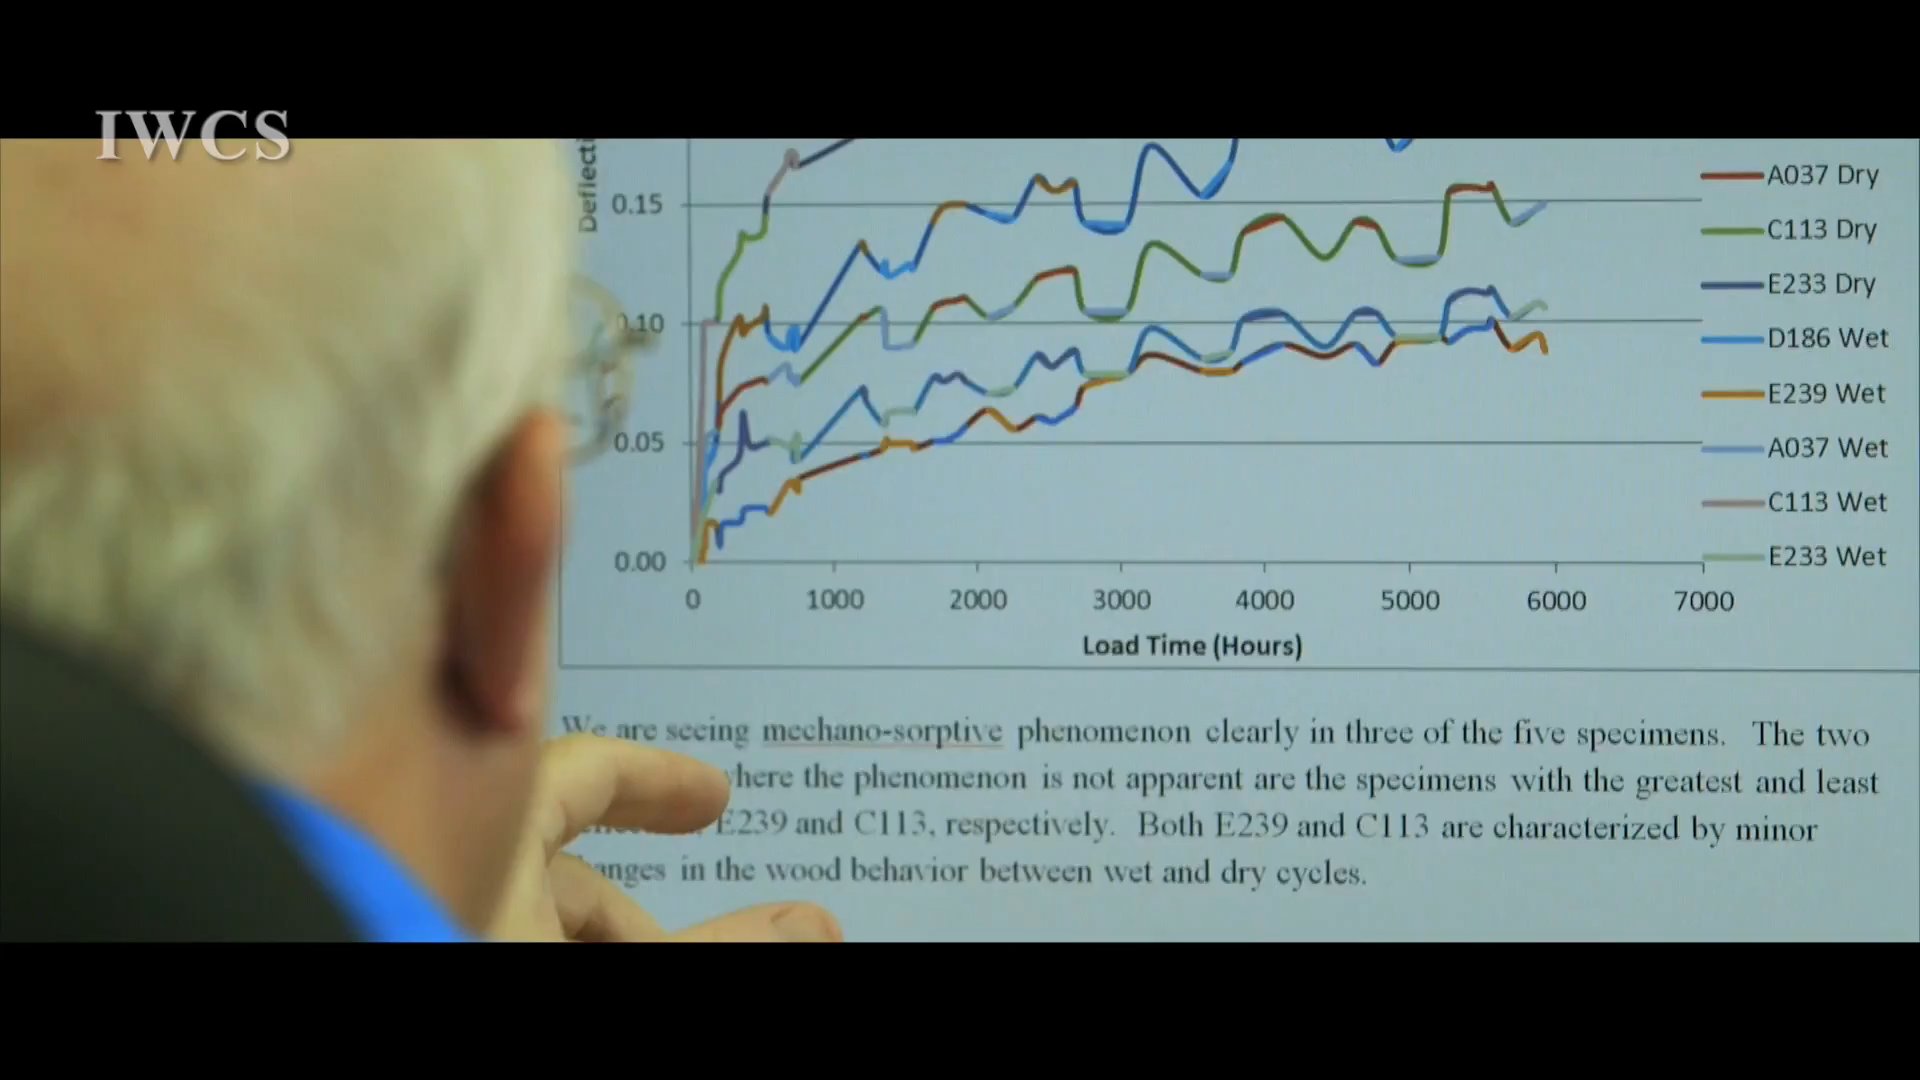 IWCS
Deflecti
0.15
0.10
0.05
0.00
0 1000 2000 3000 4000 5000 6000 7000
Load Time (Hours)
A037 Dry
C113 Dry
E233 Dry
D186 Wet
E239 Wet
A037 Wet
C113 Wet
E233 Wet
We are seeing mechano-sorptive phenomenon clearly in three of the five specimens. The two
where the phenomenon is not apparent are the specimens with the greatest and least
E239 and C113, respectively. Both E239 and C113 are characterized by minor
changes in the wood behavior between wet and dry cycles.